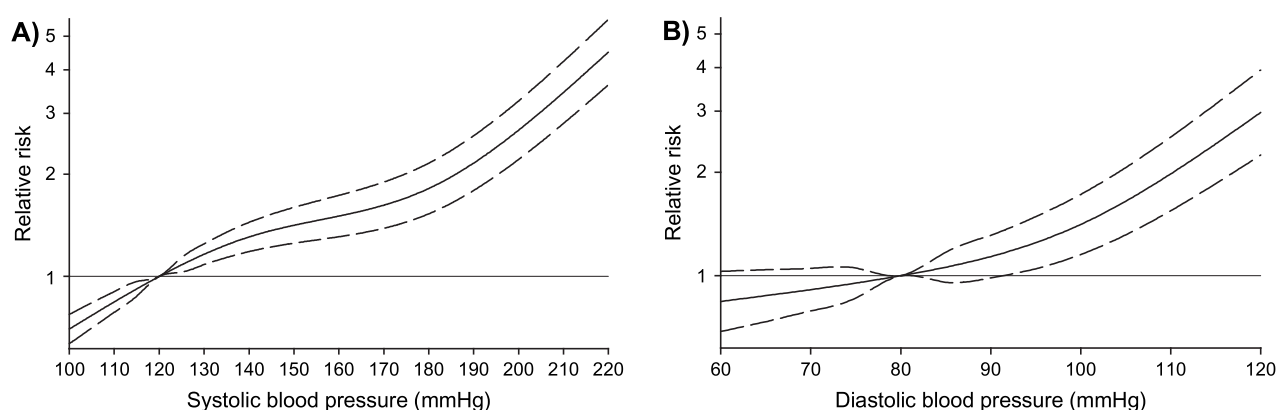 A)
Relative risk
5
4
3
2
1
100 110 120 130 140 150 160 170 180 190 200 210 220
Systolic blood pressure (mmHg)
B)
Relative risk
5
4
3
2
1
60 70 80 90 100 110 120
Diastolic blood pressure (mmHg)